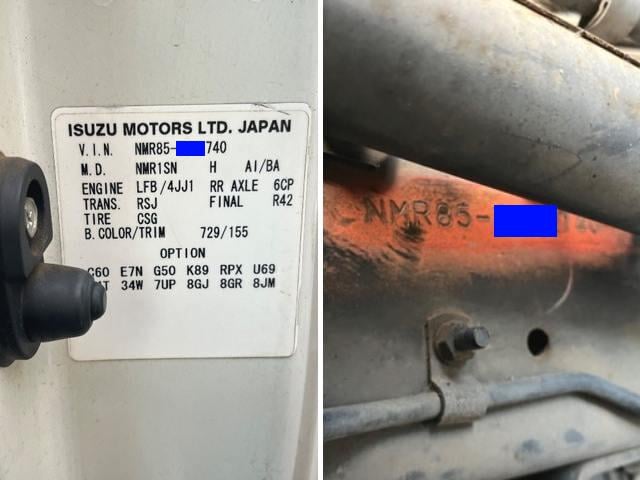 ISUZU MOTORS LTD. JAPAN
V.I.N. NMR85- 740
M.D. NMR1SN H AI/BA
ENGINE LFB/4JJ1 RR AXLE 6CP
TRANS. RSJ FINAL R42
TIRE CSG
B.COLOR/TRIM 729/155
OPTION
C60 E7N G50 K89 RPX U69
34W 7UP 8GJ 8GR 8JM
NMR85-